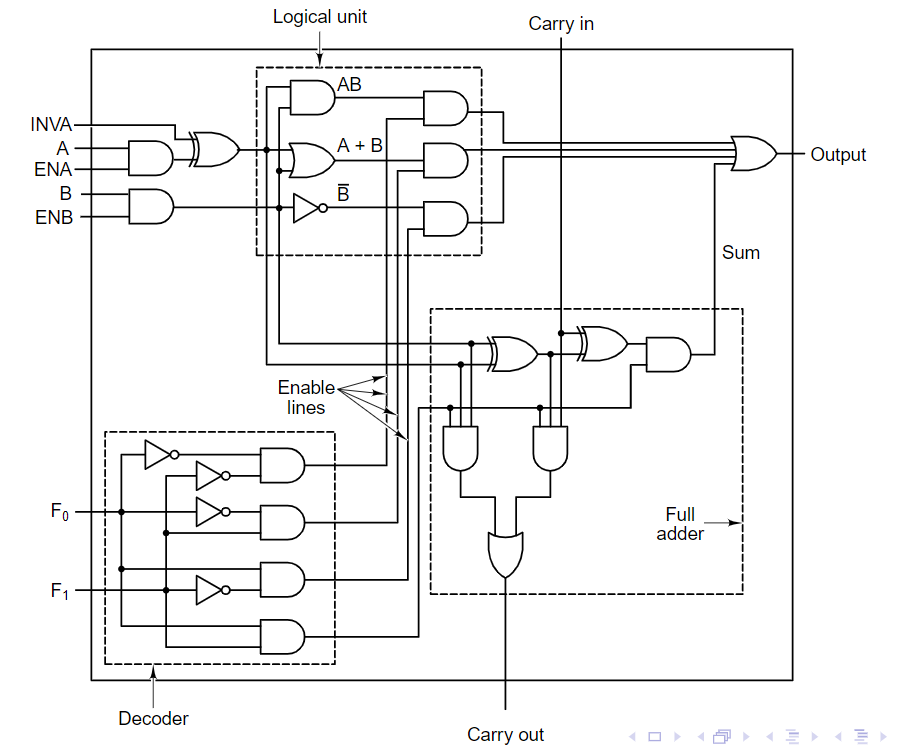 Logical unit
Carry in
INVA
A
ENA
B
ENB
AB
A + B
B̅
Output
Sum
Enable
lines
F₀
F₁
Full
adder
Decoder
Carry out